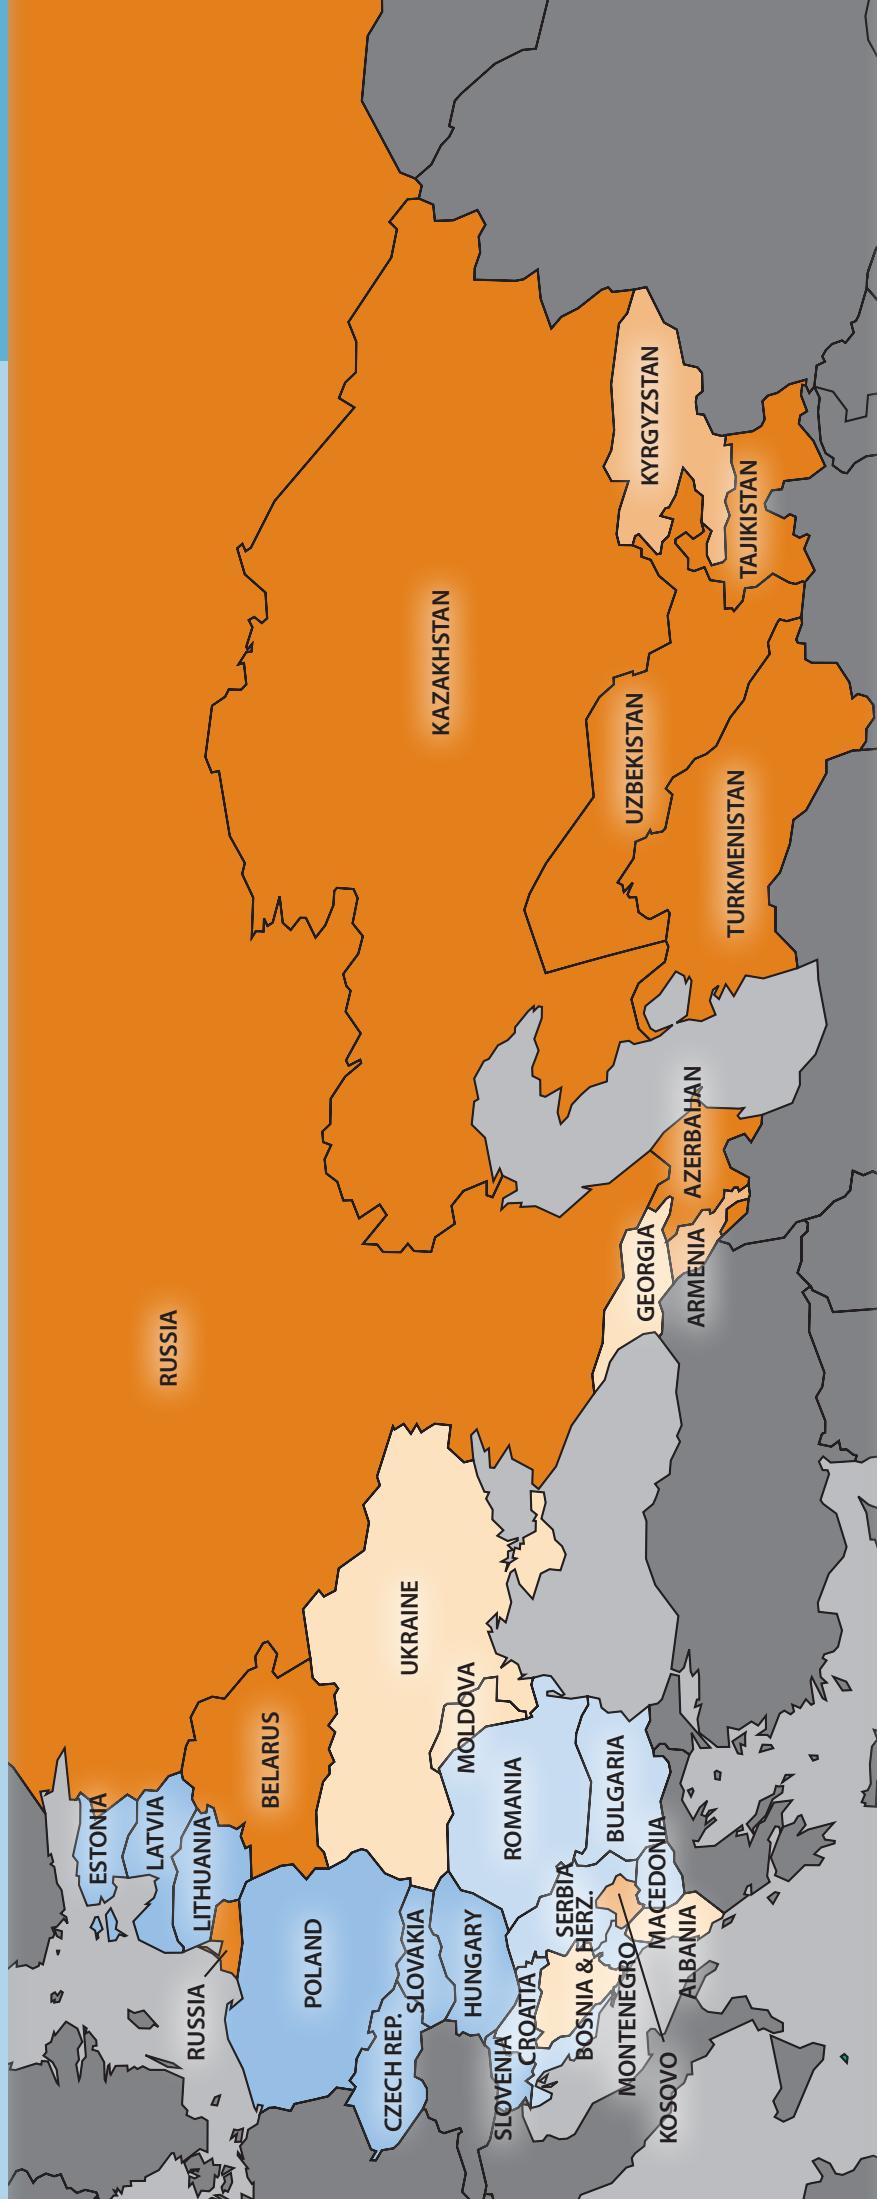 RUSSIA
ESTONIA
LATVIA
LITHUANIA
RUSSIA
BELARUS
POLAND
CZECH REP.
SLOVAKIA
HUNGARY
UKRAINE
MOLDOVA
ROMANIA
BULGARIA
SLOVENIA
CROATIA
SERBIA
BOSNIA & HERZ.
MONTENEGRO
MACEDONIA
KOSOVO
ALBANIA
GEORGIA
ARMENIA
AZERBAIJAN
KAZAKHSTAN
UZBEKISTAN
TURKMENISTAN
KYRGYZSTAN
TAJIKISTAN